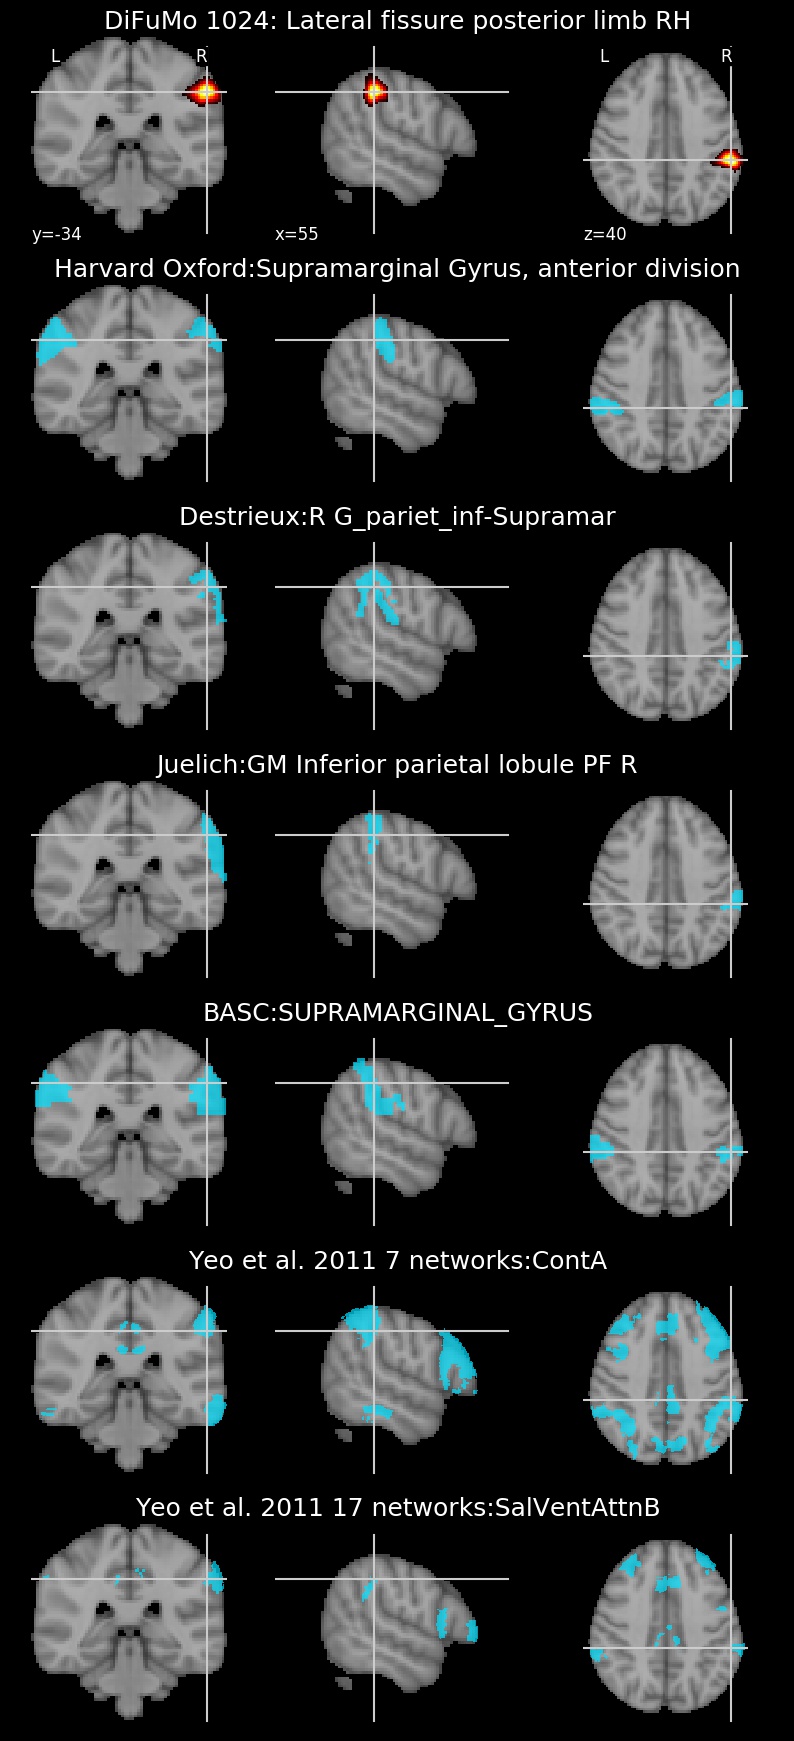 DiFuMo 1024: Lateral fissure posterior limb RH
L R L R
y=-34 x=55 z=40
Harvard Oxford:Supramarginal Gyrus, anterior division
Destrieux:R G_pariet_inf-Supramar
Juelich:GM Inferior parietal lobule PF R
BASC:SUPRAMARGINAL_GYRUS
Yeo et al. 2011 7 networks:ContA
Yeo et al. 2011 17 networks:SalVentAttnB